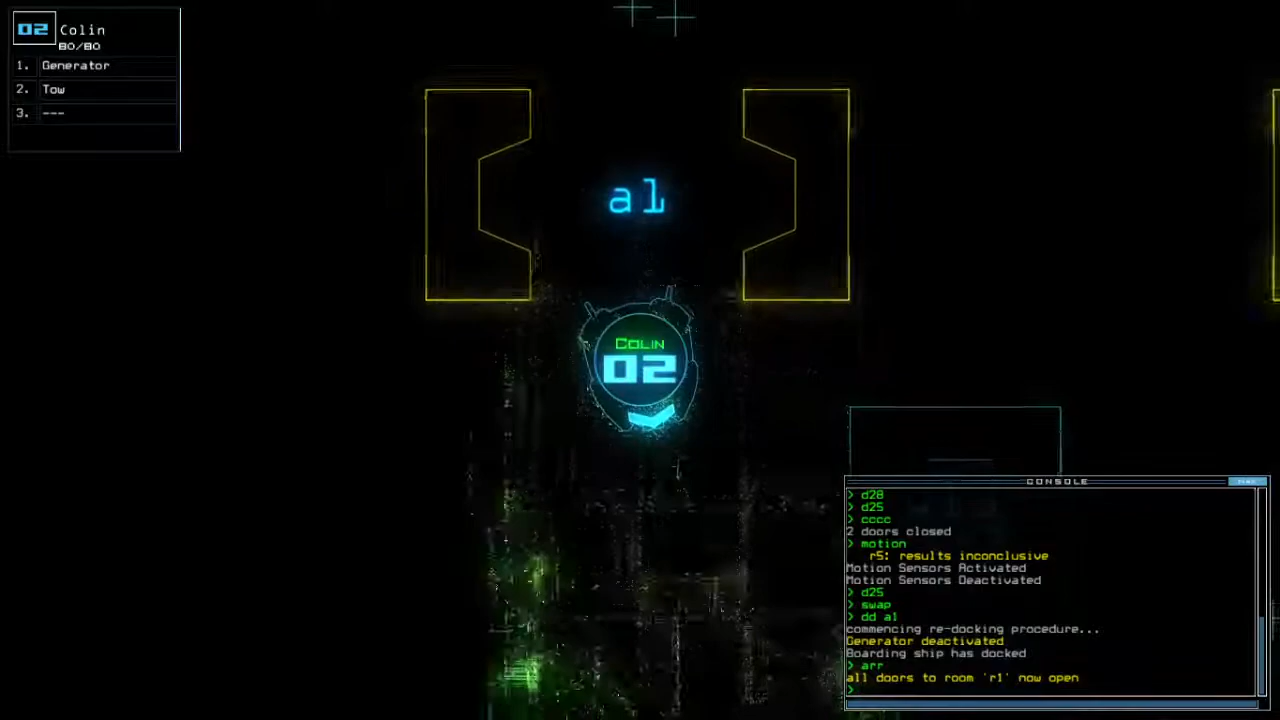 02 Colin
80/80
1. Generator
2. Tow
3. ---
a1
Colin
02
CONSOLE
> d28
> d25
> cccc
2 doors closed
> motion
r5: results inconclusive
Motion Sensors Activated
Motion Sensors Deactivated
> d25
> swap
> dd a1
commencing re-docking procedure...
Generator deactivated
Boarding ship has docked
> arr
all doors to room 'r1' now open
>